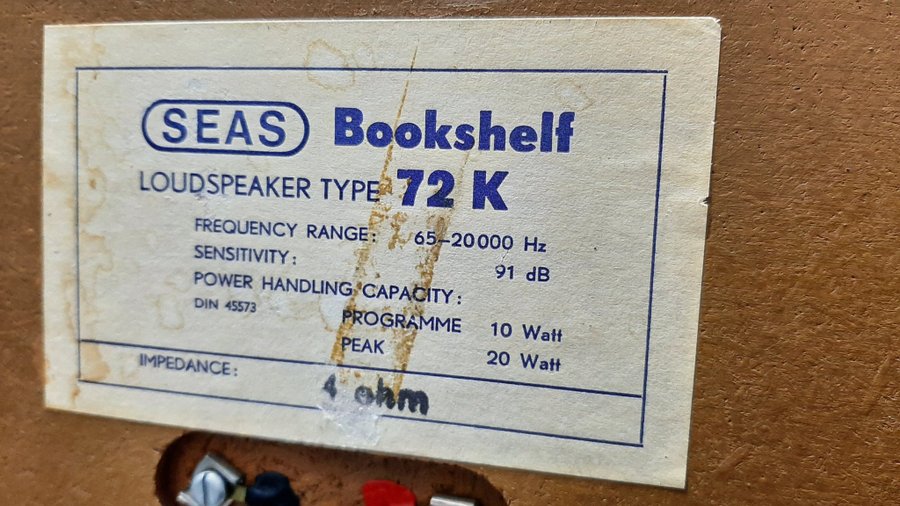 SEAS Bookshelf
LOUDSPEAKER TYPE 72 K
FREQUENCY RANGE: 65-20000 Hz
SENSITIVITY: 91 dB
POWER HANDLING CAPACITY:
DIN 45573
PROGRAMME 10 Watt
PEAK 20 Watt
IMPEDANCE: 4 ohm